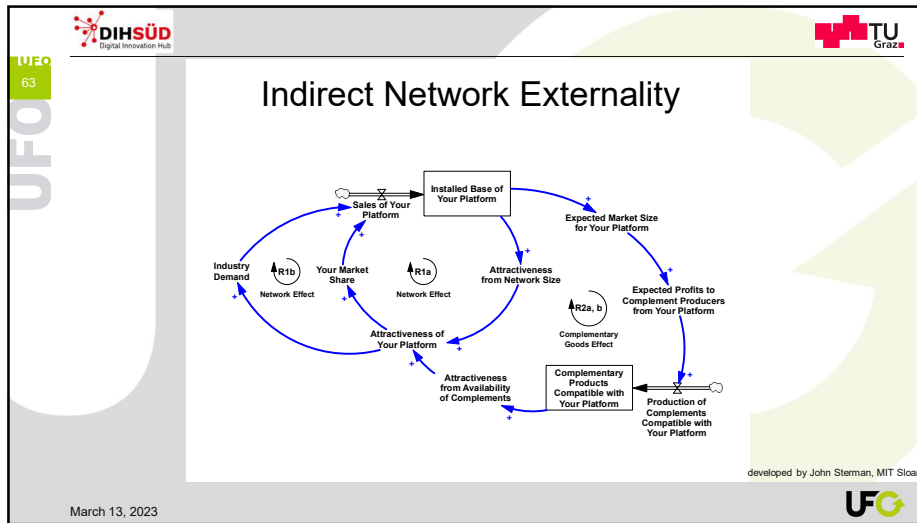 DIHSÜD
Digital Innovation Hub
TU
Graz
UFO
63
UFO
Indirect Network Externality
Installed Base of
Your Platform
Sales of Your
Platform
+
+
+
Expected Market Size
for Your Platform
+
Industry
Demand
+
R1b
Network Effect
Your Market
Share
+
R1a
Network Effect
Attractiveness
from Network Size
+
Expected Profits to
Complement Producers
from Your Platform
R2a, b
Complementary
Goods Effect
Attractiveness of
Your Platform
+
+
Attractiveness
from Availability
of Complements
+
Complementary
Products
Compatible with
Your Platform
+
Production of
Complements
Compatible with
Your Platform
developed by John Sterman, MIT Sloa
March 13, 2023
UFO